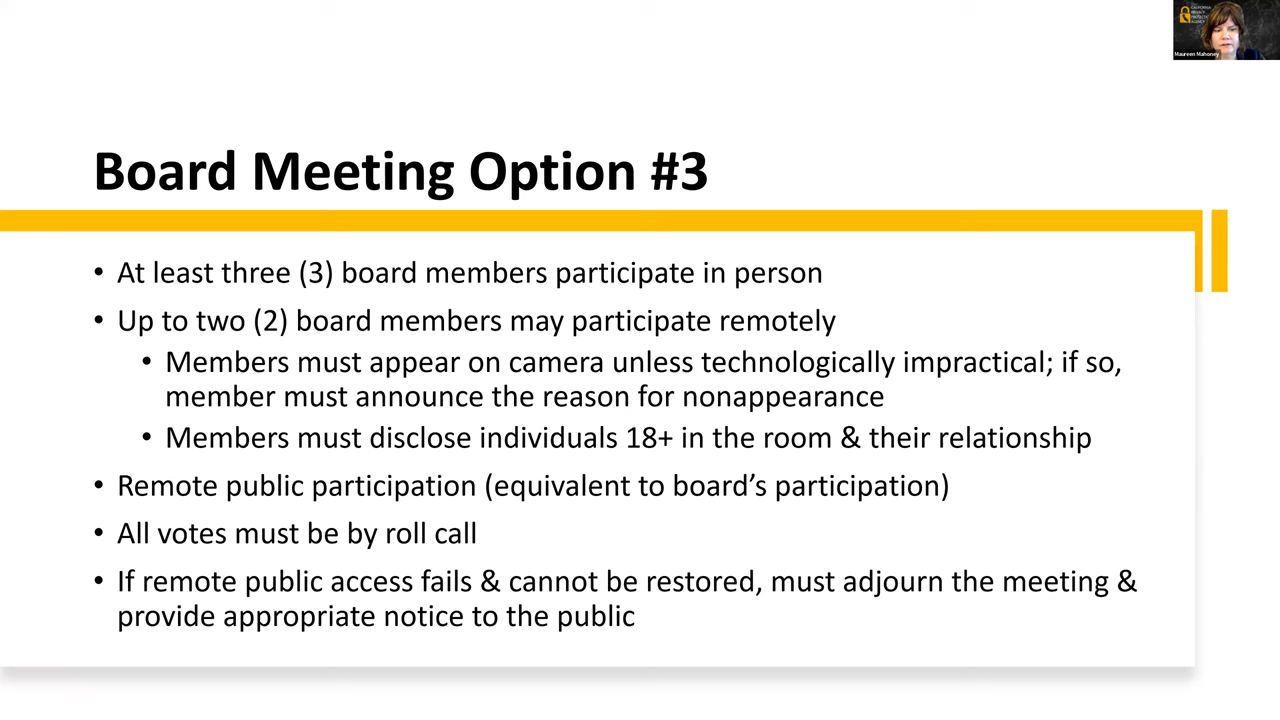 CALIFORNIA
PRIVACY
PROTECTION
AGENCY
Maureen Mahoney
Board Meeting Option #3
• At least three (3) board members participate in person
• Up to two (2) board members may participate remotely
• Members must appear on camera unless technologically impractical; if so,
member must announce the reason for nonappearance
• Members must disclose individuals 18+ in the room & their relationship
• Remote public participation (equivalent to board’s participation)
• All votes must be by roll call
• If remote public access fails & cannot be restored, must adjourn the meeting &
provide appropriate notice to the public